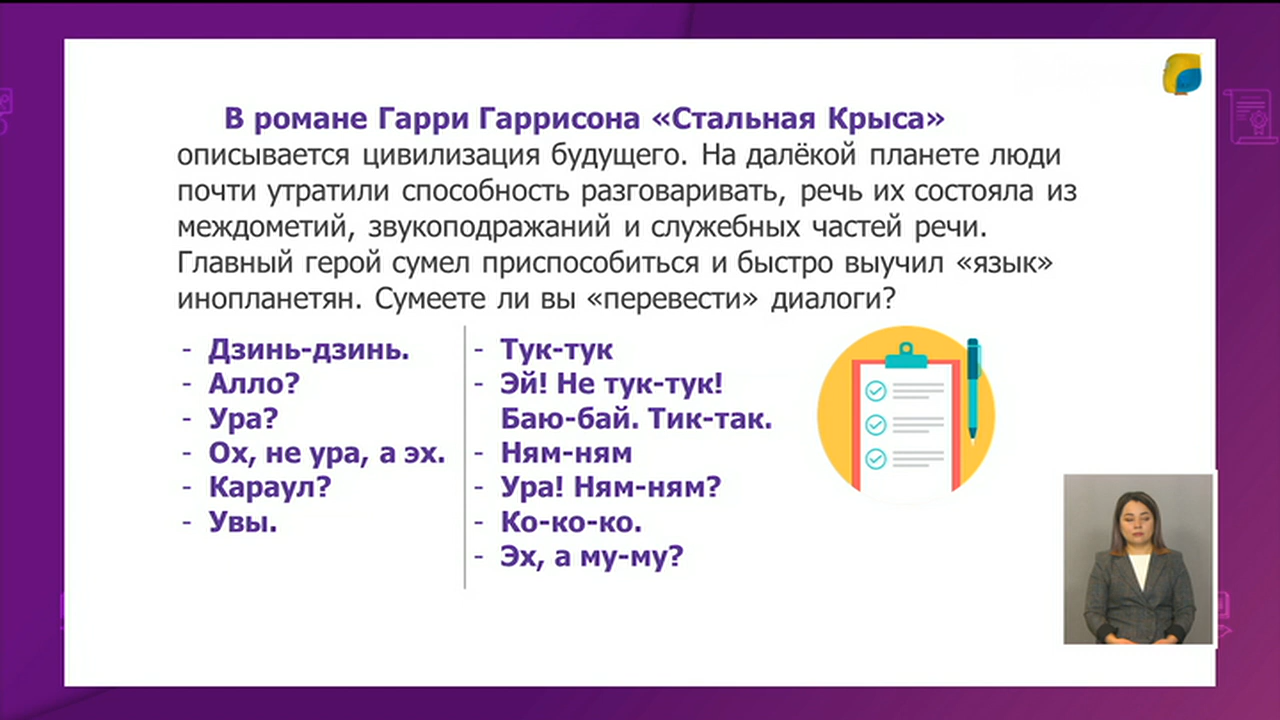 В романе Гарри Гаррисона «Стальная Крыса»
описывается цивилизация будущего. На далёкой планете люди
почти утратили способность разговаривать, речь их состояла из
междометий, звукоподражаний и служебных частей речи.
Главный герой сумел приспособиться и быстро выучил «язык»
инопланетян. Сумеете ли вы «перевести» диалоги?
- Дзинь-дзинь.
- Алло?
- Ура?
- Ох, не ура, а эх.
- Караул?
- Увы.
- Тук-тук
- Эй! Не тук-тук!
Баю-бай. Тик-так.
- Ням-ням
- Ура! Ням-ням?
- Ко-ко-ко.
- Эх, а му-му?